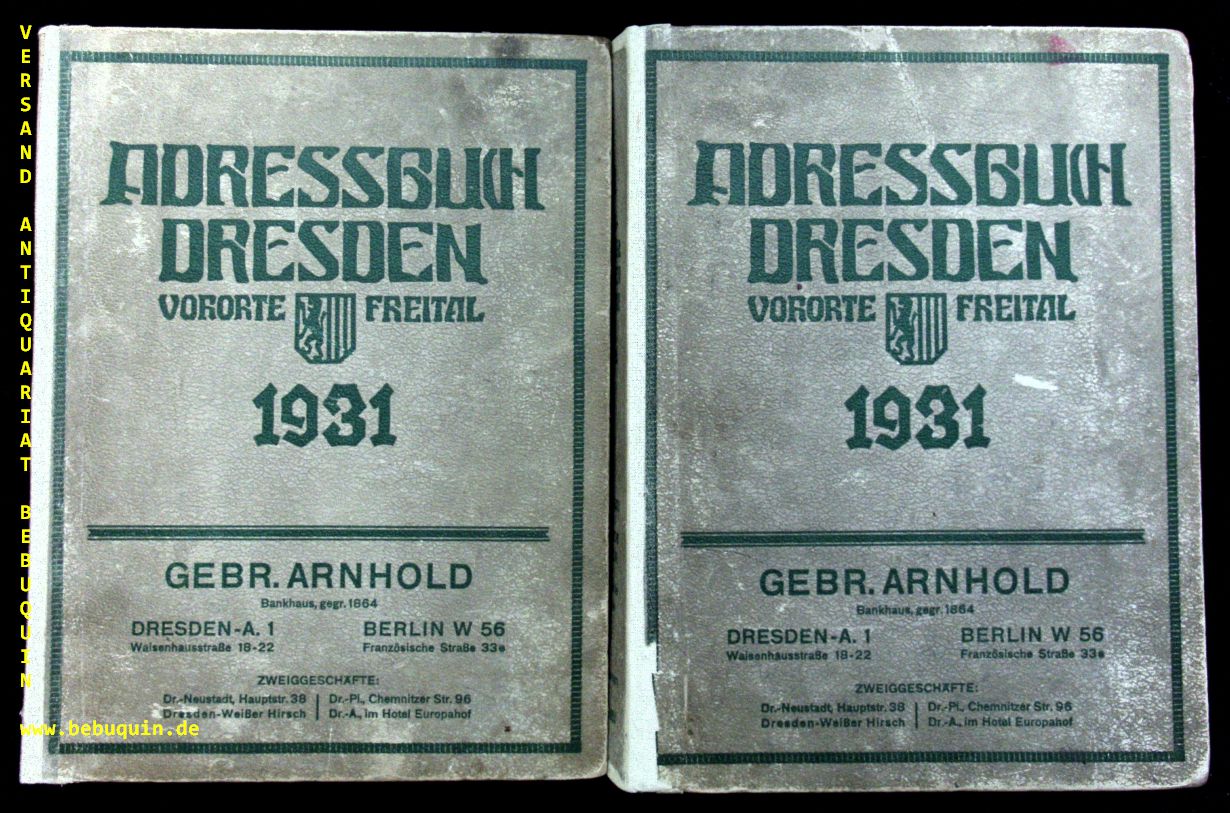 VERSAND ANTIQUARIAT BEBUQUIN
www.bebuquin.de
ADRESSBUCH
DRESDEN
VORORTE FREITAL
1931
GEBR. ARNHOLD
Bankhaus, gegr. 1864
DRESDEN-A. 1 BERLIN W 56
Waisenhausstraße 18-22 Französische Straße 33e
ZWEIGGESCHÄFTE:
Dr.-Neustadt, Hauptstr. 38 | Dr.-Pl., Chemnitzer Str. 96
Dresden-Weißer Hirsch | Dr.-A., im Hotel Europahof
ADRESSBUCH
DRESDEN
VORORTE FREITAL
1931
GEBR. ARNHOLD
Bankhaus, gegr. 1864
DRESDEN-A. 1 BERLIN W 56
Waisenhausstraße 18-22 Französische Straße 33e
ZWEIGGESCHÄFTE:
Dr.-Neustadt, Hauptstr. 38 | Dr.-Pl., Chemnitzer Str. 96
Dresden-Weißer Hirsch | Dr.-A., im Hotel Europahof